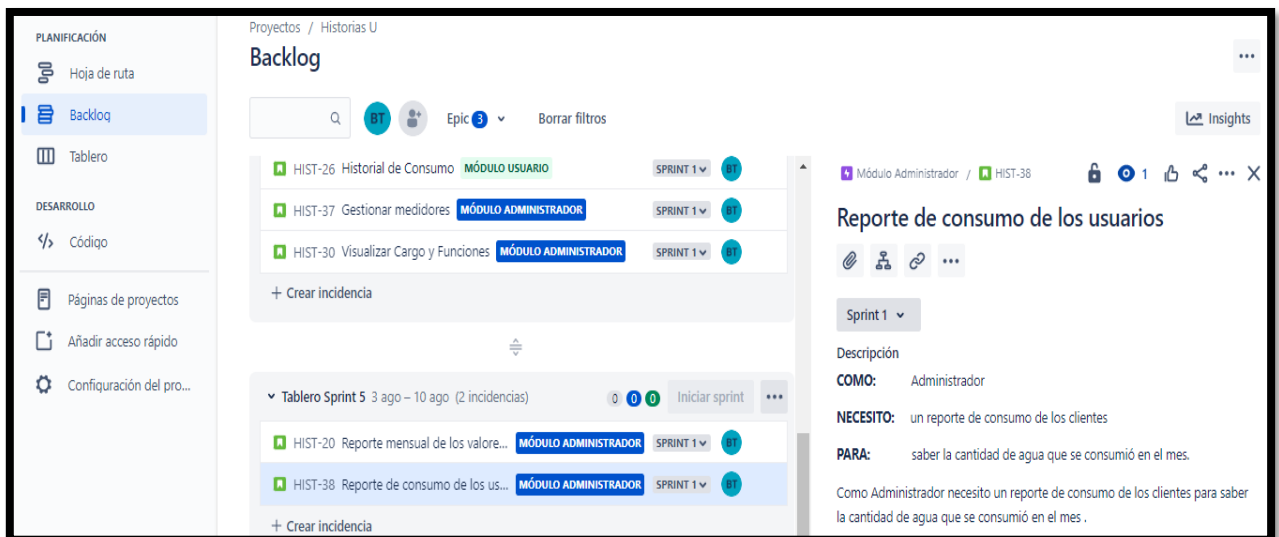 PLANIFICACIÓN
Hoja de ruta
Backlog
Tablero
DESARROLLO
Código
Páginas de proyectos
Añadir acceso rápido
Configuración del pro...
Proyectos / Historias U
Backlog
BT
Epic 3
Borrar filtros
Insights
HIST-26 Historial de Consumo MÓDULO USUARIO SPRINT 1 BT
HIST-37 Gestionar medidores MÓDULO ADMINISTRADOR SPRINT 1 BT
HIST-30 Visualizar Cargo y Funciones MÓDULO ADMINISTRADOR SPRINT 1 BT
+ Crear incidencia
Tablero Sprint 5 3 ago – 10 ago (2 incidencias) 0 0 0 Iniciar sprint
HIST-20 Reporte mensual de los valore... MÓDULO ADMINISTRADOR SPRINT 1 BT
HIST-38 Reporte de consumo de los us... MÓDULO ADMINISTRADOR SPRINT 1 BT
+ Crear incidencia
Módulo Administrador / HIST-38 1
Reporte de consumo de los usuarios
Sprint 1
Descripción
COMO: Administrador
NECESITO: un reporte de consumo de los clientes
PARA: saber la cantidad de agua que se consumió en el mes.
Como Administrador necesito un reporte de consumo de los clientes para saber
la cantidad de agua que se consumió en el mes .